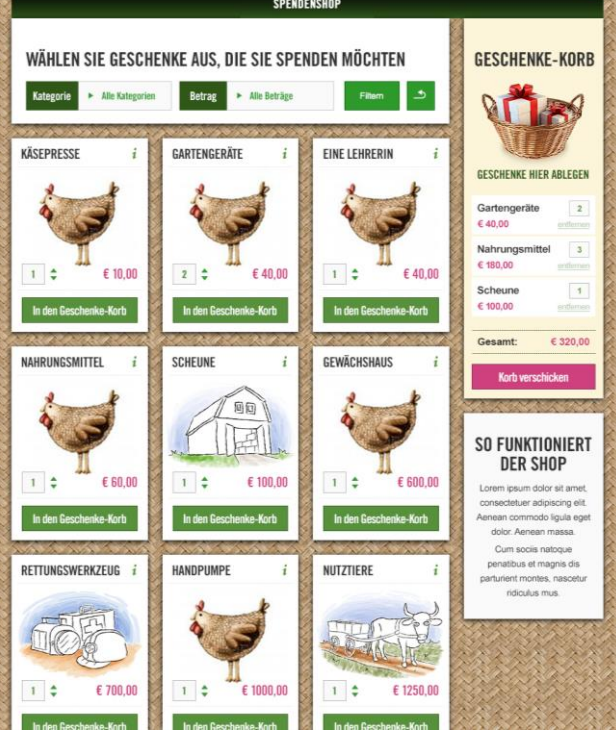 SPENDENSHOP
WÄHLEN SIE GESCHENKE AUS, DIE SIE SPENDEN MÖCHTEN
Kategorie
Alle Kategorien
Betrag
Alle Beträge
Filtern
KÄSEPRESSE i
1 € 10,00
In den Geschenke-Korb
GARTENGERÄTE i
2 € 40,00
In den Geschenke-Korb
EINE LEHRERIN i
1 € 40,00
In den Geschenke-Korb
NAHRUNGSMITTEL i
1 € 60,00
In den Geschenke-Korb
SCHEUNE i
1 € 100,00
In den Geschenke-Korb
GEWÄCHSHAUS i
1 € 600,00
In den Geschenke-Korb
RETTUNGSWERKZEUG i
1 € 700,00
In den Geschenke-Korb
HANDPUMPE i
1 € 1000,00
In den Geschenke-Korb
NUTZTIERE i
1 € 1250,00
In den Geschenke-Korb
GESCHENKE-KORB
GESCHENKE HIER ABLEGEN
Gartengeräte 2
€ 40,00 entfernen
Nahrungsmittel 3
€ 180,00 entfernen
Scheune 1
€ 100,00 entfernen
Gesamt: € 320,00
Korb verschicken
SO FUNKTIONIERT
DER SHOP
Lorem ipsum dolor sit amet,
consectetuer adipiscing elit.
Aenean commodo ligula eget
dolor. Aenean massa.
Cum sociis natoque
penatibus et magnis dis
parturient montes, nascetur
ridiculus mus.